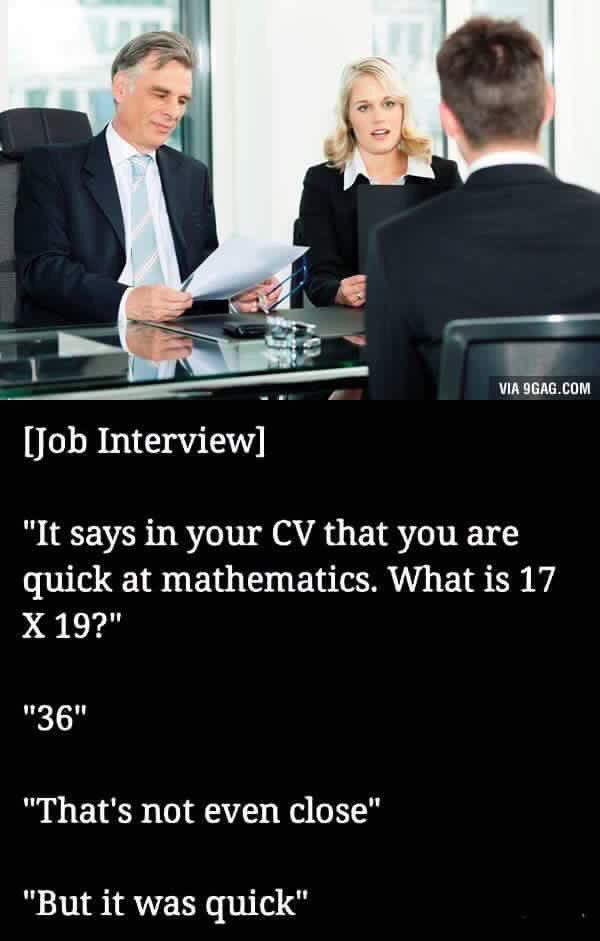 VIA 9GAG.COM
[Job Interview]
"It says in your CV that you are
quick at mathematics. What is 17
X 19?"
"36"
"That's not even close"
"But it was quick"